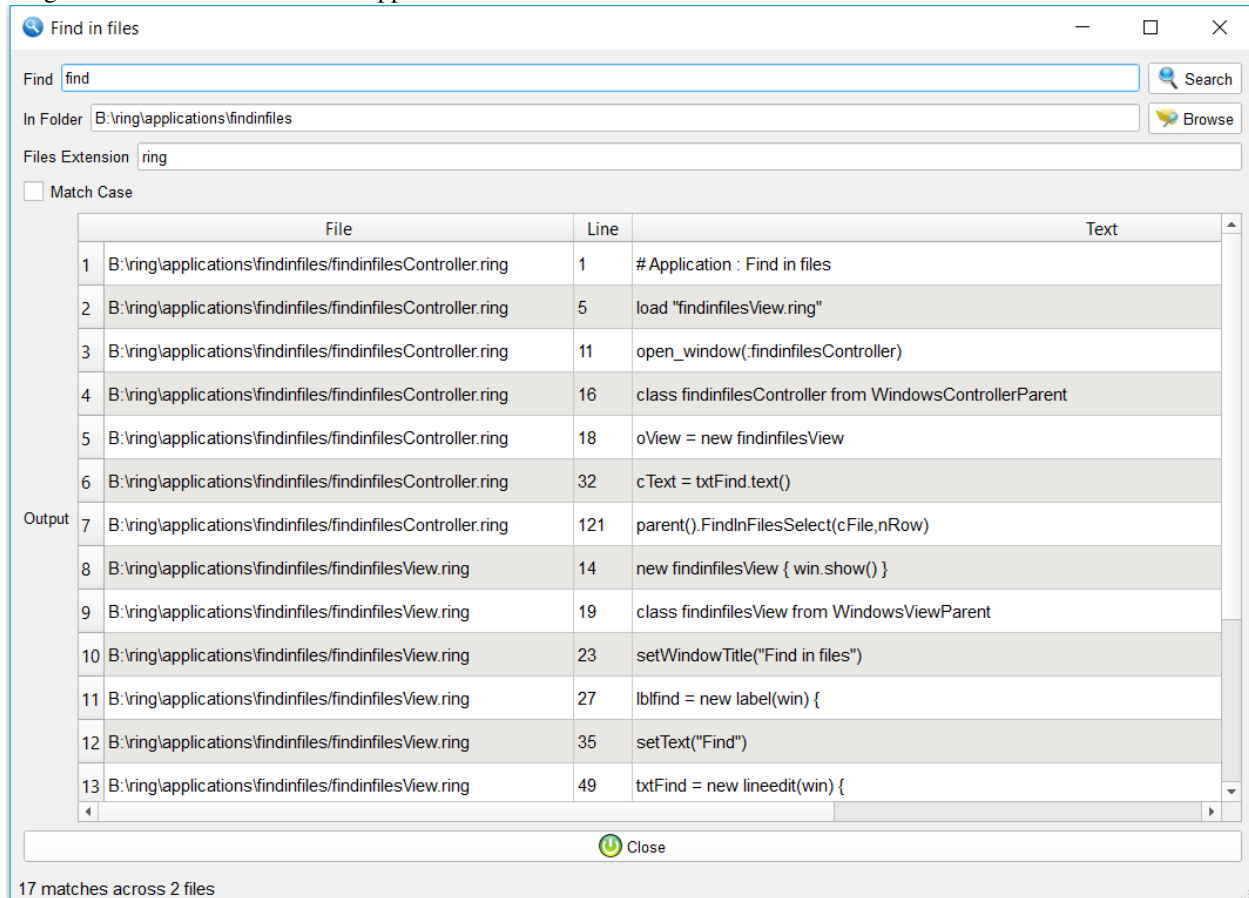 Find in files
Find find Search
In Folder B:\ring\applications\findinfiles Browse
Files Extension ring
Match Case
File Line Text
1 B:\ring\applications\findinfiles/findinfilesController.ring 1 # Application : Find in files
2 B:\ring\applications\findinfiles/findinfilesController.ring 5 load "findinfilesView.ring"
3 B:\ring\applications\findinfiles/findinfilesController.ring 11 open_window(:findinfilesController)
4 B:\ring\applications\findinfiles/findinfilesController.ring 16 class findinfilesController from WindowsControllerParent
5 B:\ring\applications\findinfiles/findinfilesController.ring 18 oView = new findinfilesView
6 B:\ring\applications\findinfiles/findinfilesController.ring 32 cText = txtFind.text()
Output 7 B:\ring\applications\findinfiles/findinfilesController.ring 121 parent().FindInFilesSelect(cFile,nRow)
8 B:\ring\applications\findinfiles/findinfilesView.ring 14 new findinfilesView { win.show() }
9 B:\ring\applications\findinfiles/findinfilesView.ring 19 class findinfilesView from WindowsViewParent
10 B:\ring\applications\findinfiles/findinfilesView.ring 23 setWindowTitle("Find in files")
11 B:\ring\applications\findinfiles/findinfilesView.ring 27 lblfind = new label(win) {
12 B:\ring\applications\findinfiles/findinfilesView.ring 35 setText("Find")
13 B:\ring\applications\findinfiles/findinfilesView.ring 49 txtFind = new lineedit(win) {
Close
17 matches across 2 files